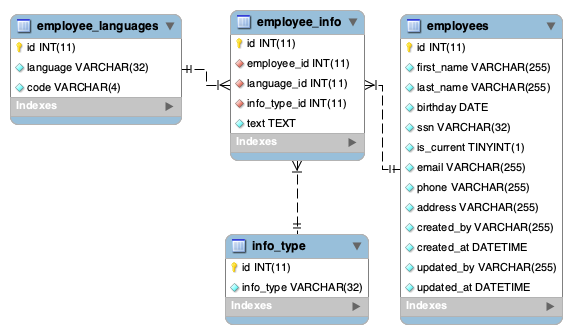 employee_languages
id INT(11)
language VARCHAR(32)
code VARCHAR(4)
Indexes
employee_info
id INT(11)
employee_id INT(11)
language_id INT(11)
info_type_id INT(11)
text TEXT
Indexes
employees
id INT(11)
first_name VARCHAR(255)
last_name VARCHAR(255)
birthday DATE
ssn VARCHAR(32)
is_current TINYINT(1)
email VARCHAR(255)
phone VARCHAR(255)
address VARCHAR(255)
created_by VARCHAR(255)
created_at DATETIME
updated_by VARCHAR(255)
updated_at DATETIME
Indexes
info_type
id INT(11)
info_type VARCHAR(32)
Indexes